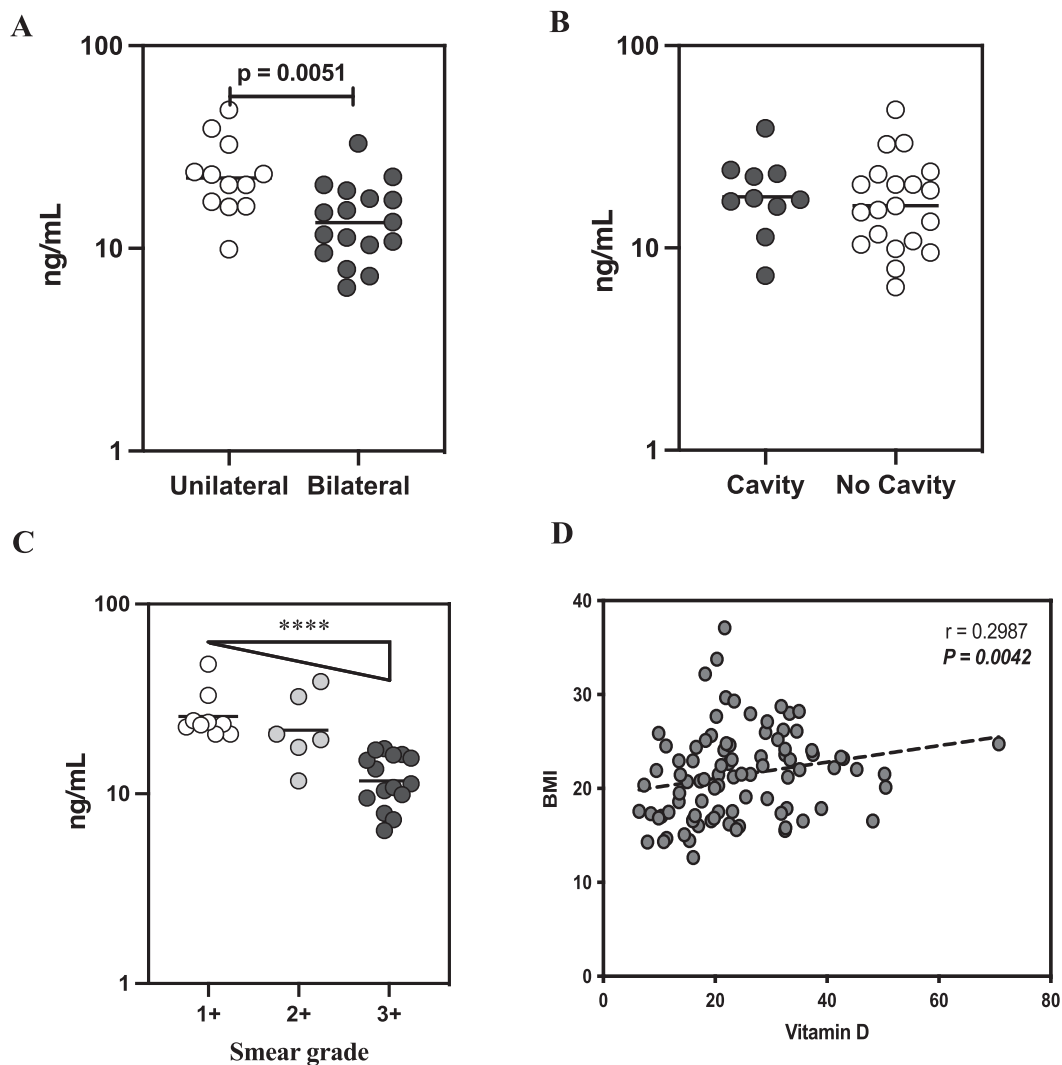 A
100
p = 0.0051
10
1
ng/mL
Unilateral Bilateral
B
100
10
1
ng/mL
Cavity No Cavity
C
100
****
10
1
ng/mL
1+ 2+ 3+
Smear grade
D
40
r = 0.2987
P = 0.0042
30
20
10
0
BMI
0 20 40 60 80
Vitamin D